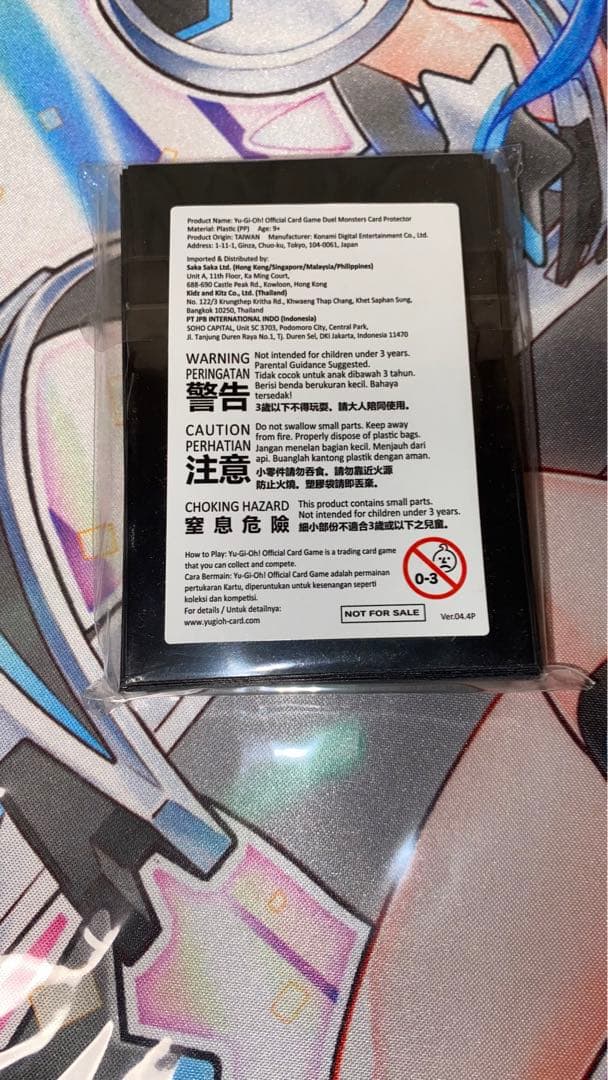 Product Name: Yu-Gi-Oh! Official Card Game Duel Monsters Card Protector
Material: Plastic (PP) Age: 9+
Product Origin: TAIWAN Manufacturer: Konami Digital Entertainment Co., Ltd.
Address: 1-11-1, Ginza, Chuo-ku, Tokyo, 104-0061, Japan
Imported & Distributed by:
Saka Saka Ltd. (Hong Kong/Singapore/Malaysia/Philippines)
Unit A, 11th Floor, Ka Ming Court,
688-690 Castle Peak Rd., Kowloon, Hong Kong
Kidz and Kitz Co., Ltd. (Thailand)
No. 122/3 Krungthep Kritha Rd., Khwaeng Thap Chang, Khet Saphan Sung,
Bangkok 10250, Thailand
PT JPB INTERNATIONAL INDO (Indonesia)
SOHO CAPITAL, Unit SC 3703, Podomoro City, Central Park,
Jl. Tanjung Duren Raya No.1, Tj. Duren Sel, DKI Jakarta, Indonesia 11470
WARNING
PERINGATAN
警告
Not intended for children under 3 years.
Parental Guidance Suggested.
Tidak cocok untuk anak dibawah 3 tahun.
Berisi benda berukuran kecil. Bahaya
tersedak!
3歲以下不得玩耍。請大人陪同使用。
CAUTION
PERHATIAN
注意
Do not swallow small parts. Keep away
from fire. Properly dispose of plastic bags.
Jangan menelan bagian kecil. Menjauh dari
api. Buanglah kantong plastik dengan aman.
小零件請勿吞食。請勿靠近火源
防止火燒。塑膠袋請即丟棄。
CHOKING HAZARD
窒息危險
This product contains small parts.
Not intended for children under 3 years.
細小部份不適合3歲或以下之兒童。
How to Play: Yu-Gi-Oh! Official Card Game is a trading card game
that you can collect and compete.
Cara Bermain: Yu-Gi-Oh! Official Card Game adalah permainan
pertukaran Kartu, diperuntukan untuk kesenangan seperti
koleksi dan kompetisi.
For details / Untuk detailnya:
www.yugioh-card.com
0-3
NOT FOR SALE
Ver.04.4P